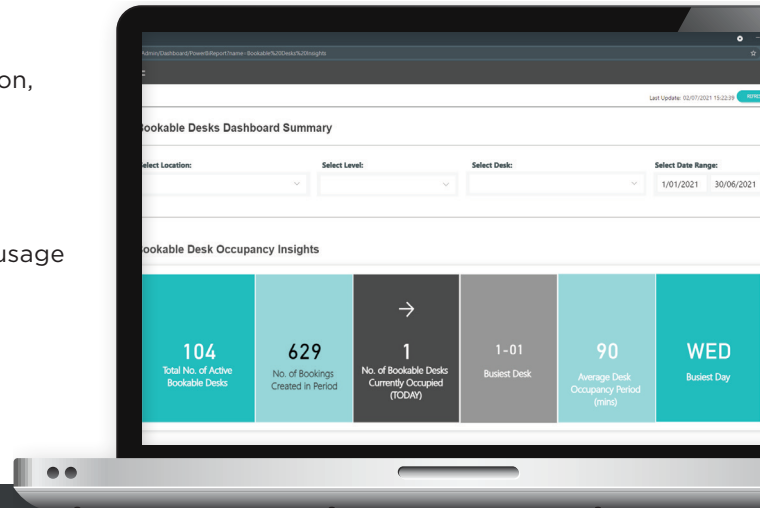 on,
usage
Admin/Dashboard/PowerBIReport?name=Bookable%20Desks%20Insights
Last Update: 02/07/2021 15:22:39
Bookable Desks Dashboard Summary
Select Location:
Select Level:
Select Desk:
Select Date Range:
1/01/2021 30/06/2021
Bookable Desk Occupancy Insights
104
Total No. of Active
Bookable Desks
629
No. of Bookings
Created in Period
→
1
No. of Bookable Desks
Currently Occupied
(TODAY)
1-01
Busiest Desk
90
Average Desk
Occupancy Period
(mins)
WED
Busiest Day